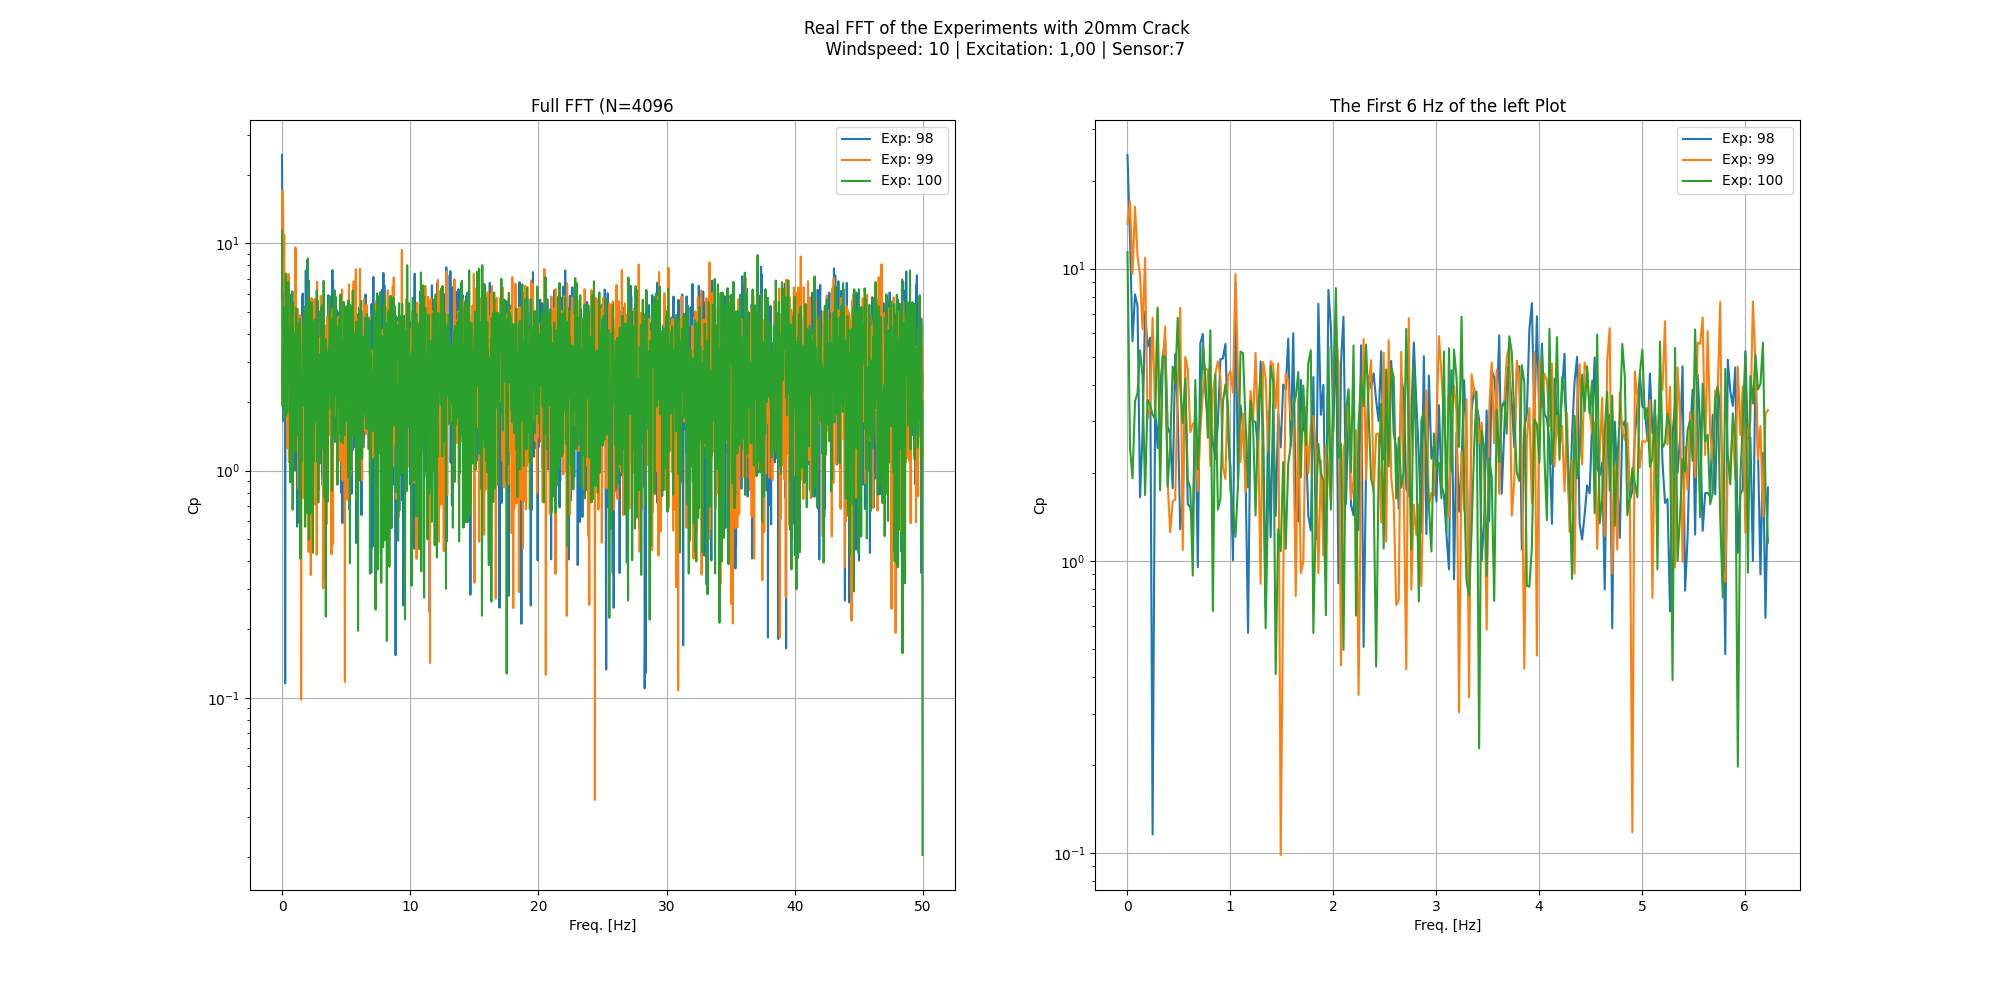 Real FFT of the Experiments with 20mm Crack
Windspeed: 10 | Excitation: 1,00 | Sensor:7
Full FFT (N=4096
Exp: 98
Exp: 99
Exp: 100
10¹
10⁰
10⁻¹
Cp
0 10 20 30 40 50
Freq. [Hz]
The First 6 Hz of the left Plot
Exp: 98
Exp: 99
Exp: 100
10¹
10⁰
10⁻¹
Cp
0 1 2 3 4 5 6
Freq. [Hz]